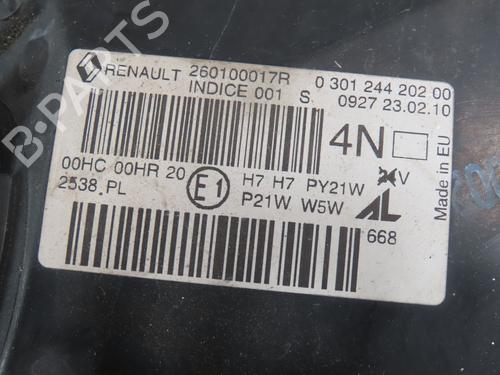 RENAULT 260100017R 0 301 244 202 00
INDICE 001 S 0927 23.02.10
4N
Made in EU
00HC 00HR 20 E1 H7 H7 PY21W V
2538.PL P21W W5W AL
668
B-PARTS